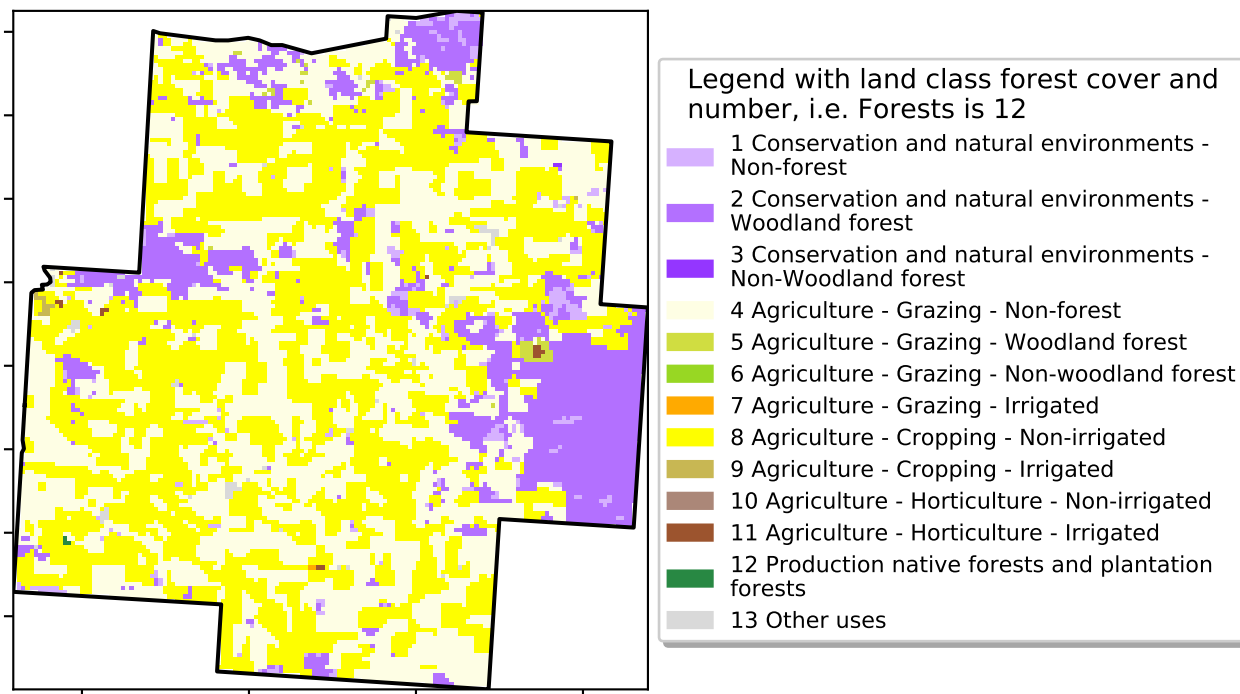 Legend with land class forest cover and
number, i.e. Forests is 12
1 Conservation and natural environments -
Non-forest
2 Conservation and natural environments -
Woodland forest
3 Conservation and natural environments -
Non-Woodland forest
4 Agriculture - Grazing - Non-forest
5 Agriculture - Grazing - Woodland forest
6 Agriculture - Grazing - Non-woodland forest
7 Agriculture - Grazing - Irrigated
8 Agriculture - Cropping - Non-irrigated
9 Agriculture - Cropping - Irrigated
10 Agriculture - Horticulture - Non-irrigated
11 Agriculture - Horticulture - Irrigated
12 Production native forests and plantation
forests
13 Other uses